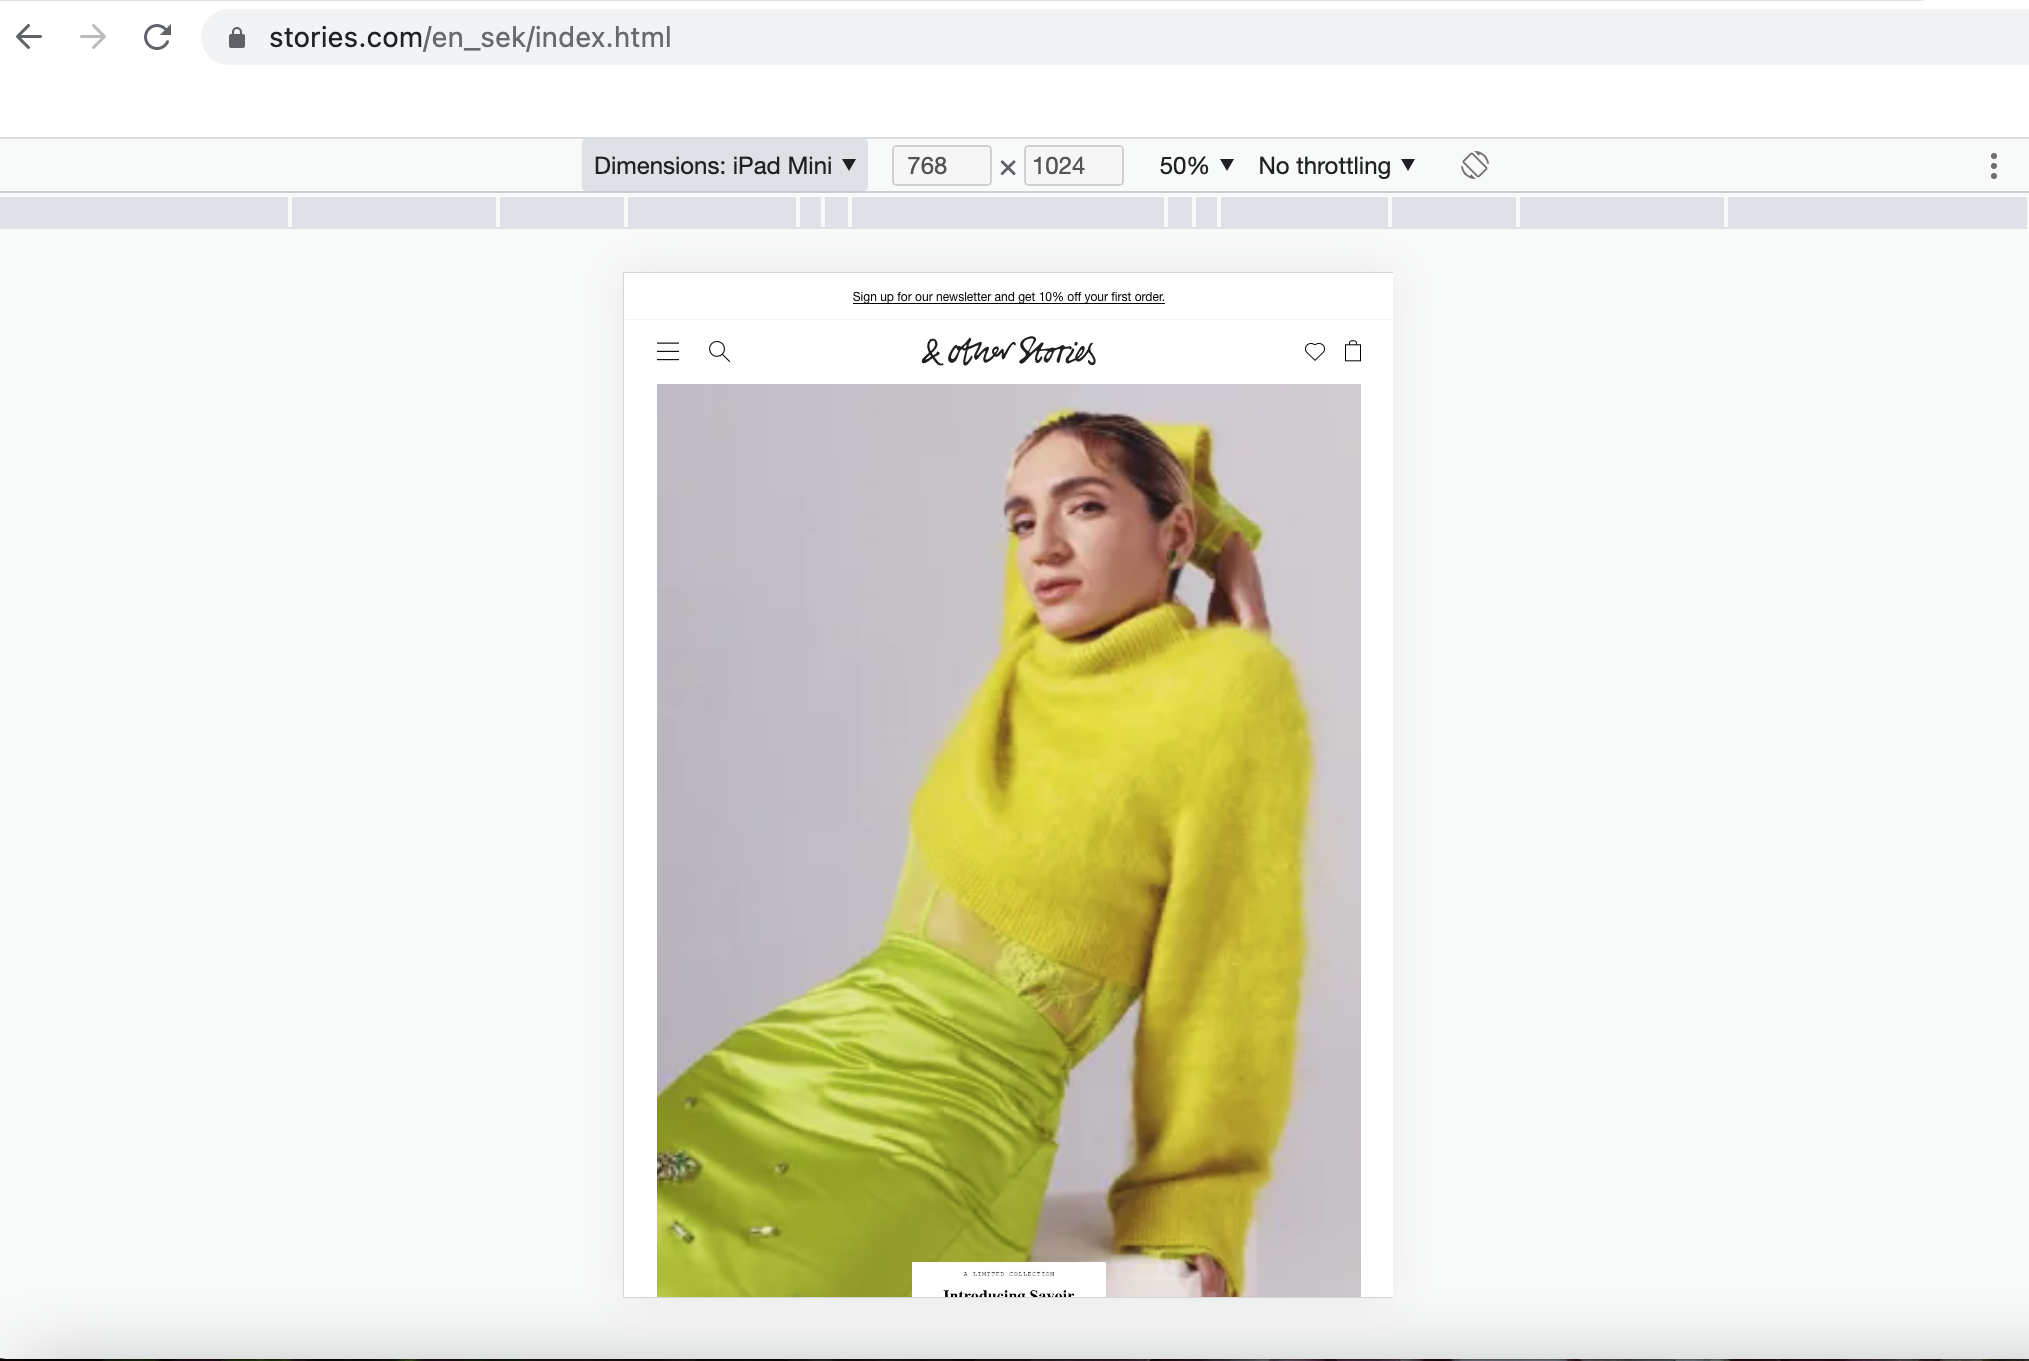 stories.com/en_sek/index.html
Dimensions: iPad Mini ▼ 768 × 1024 50% ▼ No throttling ▼
Sign up for our newsletter and get 10% off your first order.
& other Stories
A LIMITED COLLECTION
Introducing Savoir